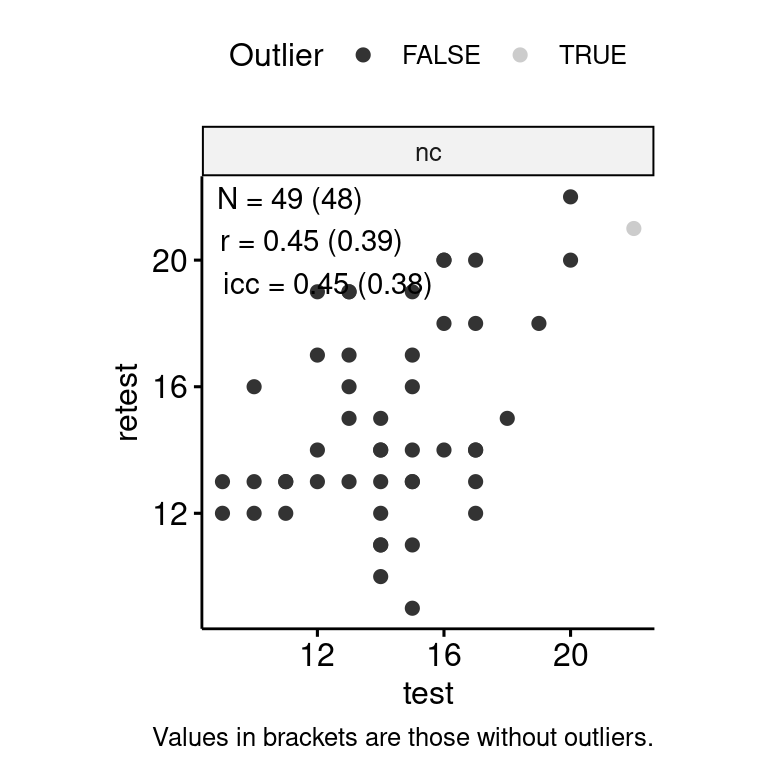 Outlier FALSE TRUE
nc
N = 49 (48)
r = 0.45 (0.39)
icc = 0.45 (0.38)
20
16
12
retest
12 16 20
test
Values in brackets are those without outliers.